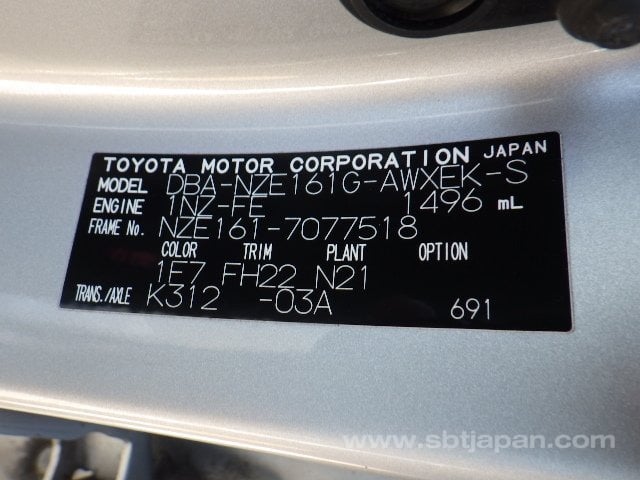 TOYOTA MOTOR CORPORATION JAPAN
MODEL DBA-NZE161G-AWXEK-S
ENGINE 1NZ-FE 1496 mL
FRAME No. NZE161-7077518
COLOR TRIM PLANT OPTION
1E7 FH22 N21
TRANS./AXLE K312 -03A 691
www.sbtjapan.com